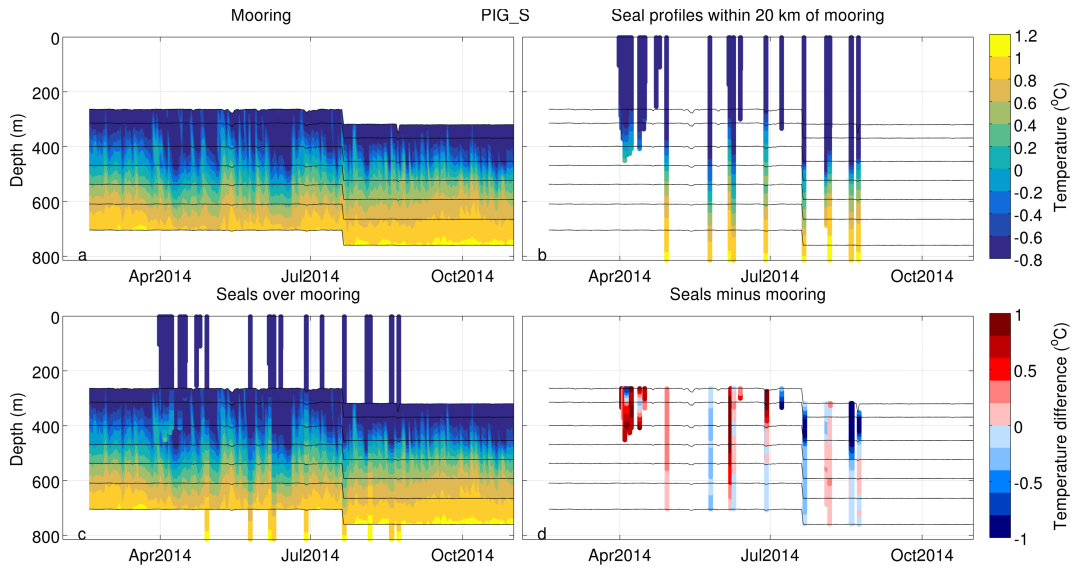 Mooring PIG_S Seal profiles within 20 km of mooring
0
200
400
600
800
Depth (m)
a
Apr2014 Jul2014 Oct2014
b
Apr2014 Jul2014 Oct2014
1.2
1
0.8
0.6
0.4
0.2
0
-0.2
-0.4
-0.6
-0.8
Temperature (°C)
Seals over mooring Seals minus mooring
0
200
400
600
800
Depth (m)
c
Apr2014 Jul2014 Oct2014
d
Apr2014 Jul2014 Oct2014
1
0.5
0
-0.5
-1
Temperature difference (°C)